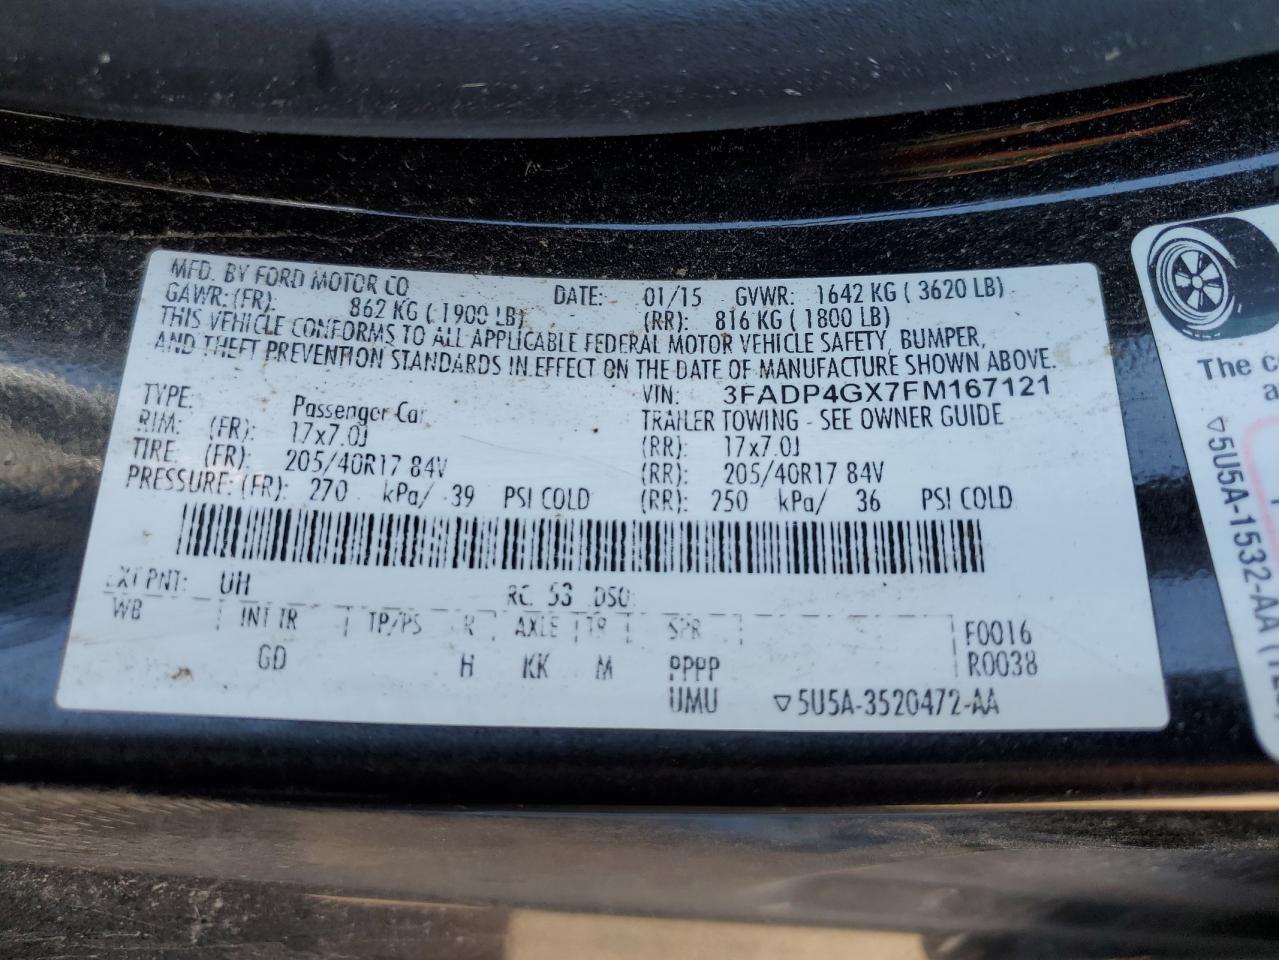 MFD. BY FORD MOTOR CO
DATE: 01/15 GVWR: 1642 KG ( 3620 LB)
GAWR: (FR): 862 KG ( 1900 LB) (RR): 816 KG ( 1800 LB)
THIS VEHICLE CONFORMS TO ALL APPLICABLE FEDERAL MOTOR VEHICLE SAFETY, BUMPER,
AND THEFT PREVENTION STANDARDS IN EFFECT ON THE DATE OF MANUFACTURE SHOWN ABOVE.
VIN: 3FADP4GX7FM167121
TYPE: Passenger Car TRAILER TOWING - SEE OWNER GUIDE
RIM: (FR): 17x7.0J (RR): 17x7.0J
TIRE: (FR): 205/40R17 84V (RR): 205/40R17 84V
PRESSURE: (FR): 270 kPa/ 39 PSI COLD (RR): 250 kPa/ 36 PSI COLD
EXT PNT: UH RC: 53 DSO:
WB | INT TR | TP/PS | R | AXLE | TR | SPR | F0016
GD H KK M PPPP R0038
UMU ▽5U5A-3520472-AA
The c
a
▽5U5A-1532-AA